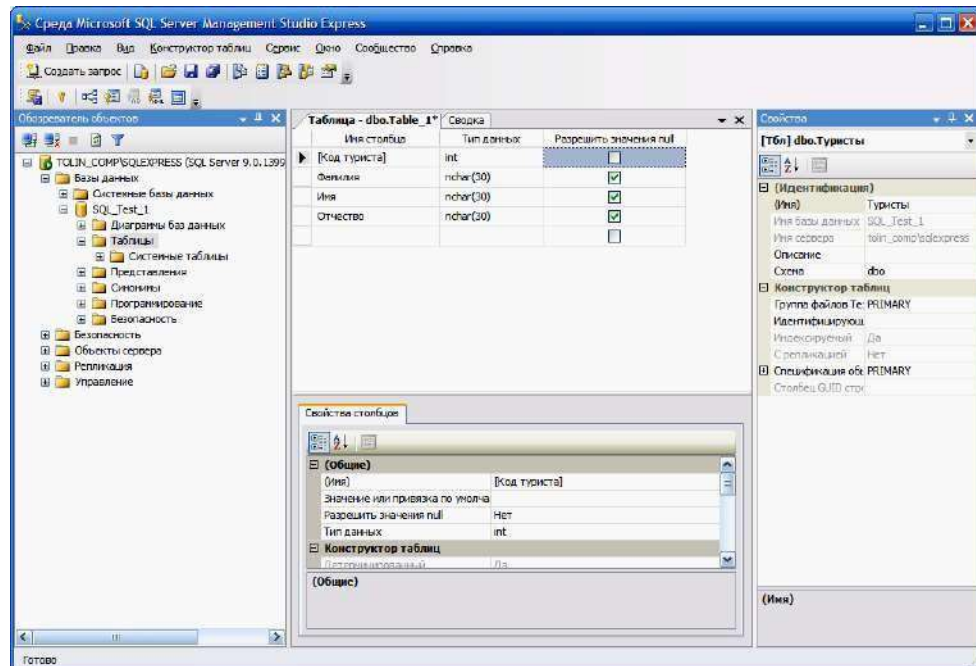 Среда Microsoft SQL Server Management Studio Express
Файл Правка Вид Конструктор таблиц Сервис Окно Сообщество Справка
Создать запрос
Обозреватель объектов
TOLIN_COMP\SQLEXPRESS (SQL Server 9.0.1399
Базы данных
Системные базы данных
SQL_Test_1
Диаграммы баз данных
Таблицы
Системные таблицы
Представления
Синонимы
Программирование
Безопасность
Безопасность
Объекты сервера
Репликация
Управление
Таблица - dbo.Table_1* Сводка
Имя столбца Тип данных Разрешить значения null
[Код туриста] int
Фамилия nchar(30)
Имя nchar(30)
Отчество nchar(30)
Свойства столбцов
(Общие)
(Имя) [Код туриста]
Значение или привязка по умолча
Разрешить значения null Нет
Тип данных int
Конструктор таблиц
Детерминированный Да
(Общие)
Свойства
[Тбл] dbo.Туристы
(Идентификация)
(Имя) Туристы
Имя базы данных SQL_Test_1
Имя сервера tolin_comp\sqlexpress
Описание
Схема dbo
Конструктор таблиц
Группа файлов Te: PRIMARY
Идентифицирующ
Индексируемый Да
С репликацией Нет
Спецификация обы PRIMARY
Столбец GUID стро
(Имя)
Готово